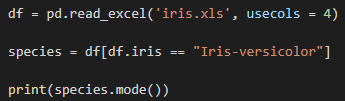 df = pd.read_excel('iris.xls', usecols = 4)
species = df[df.iris == "Iris-versicolor"]
print(species.mode())